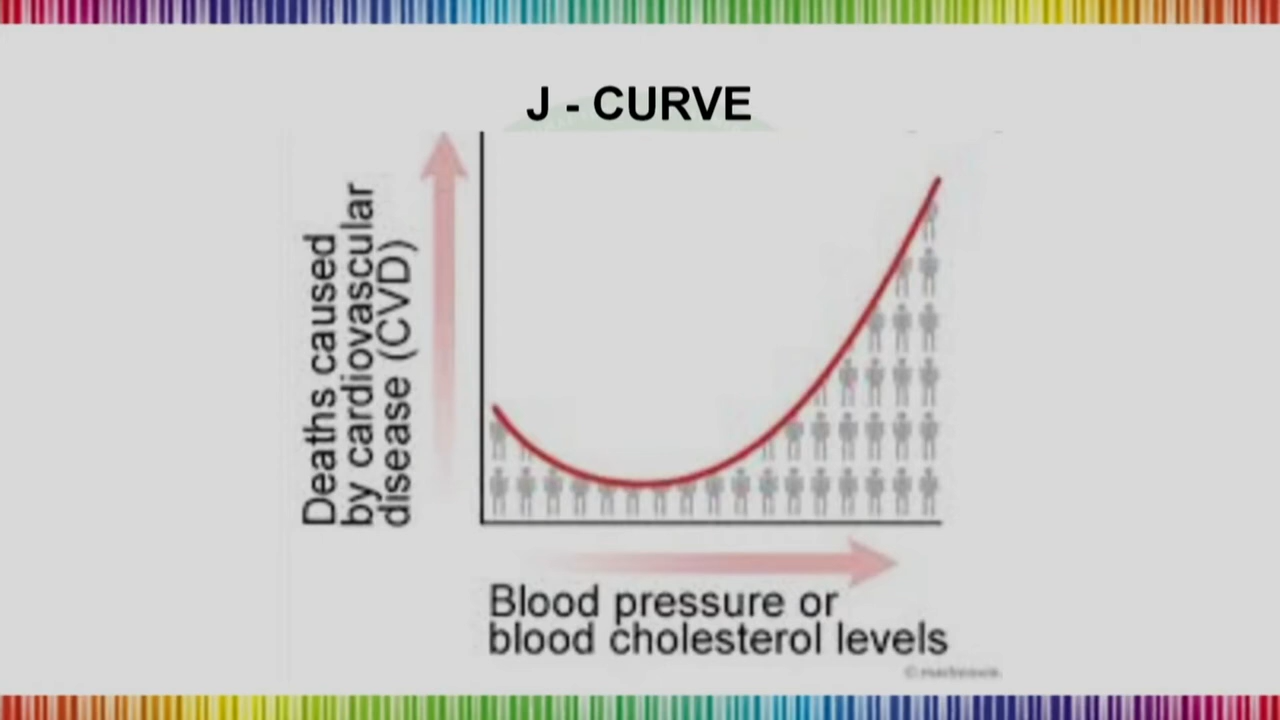 J - CURVE
Deaths caused
by cardiovascular
disease (CVD)
Blood pressure or
blood cholesterol levels